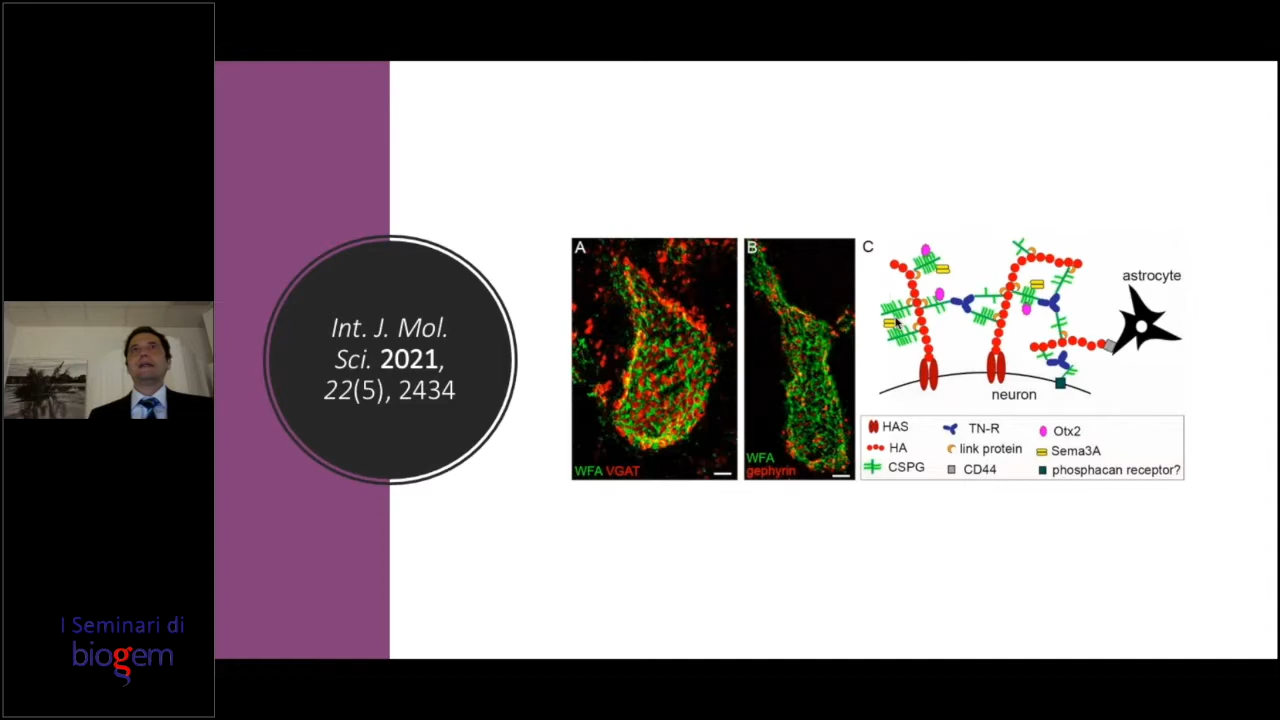 Int. J. Mol.
Sci. 2021,
22(5), 2434
A
WFA VGAT
B
WFA
gephyrin
C
astrocyte
neuron
HAS
TN-R
Otx2
HA
link protein
Sema3A
CSPG
CD44
phosphacan receptor?
I Seminari di
biogem